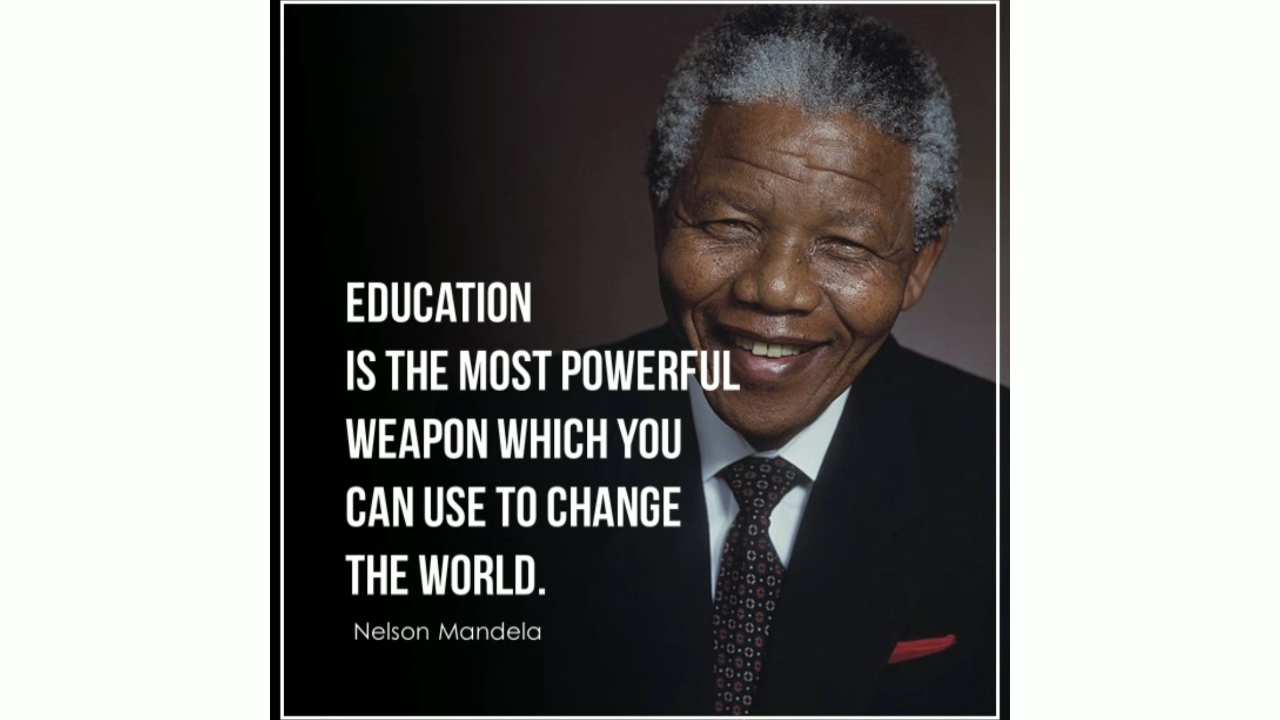 EDUCATION
IS THE MOST POWERFUL
WEAPON WHICH YOU
CAN USE TO CHANGE
THE WORLD.
Nelson Mandela